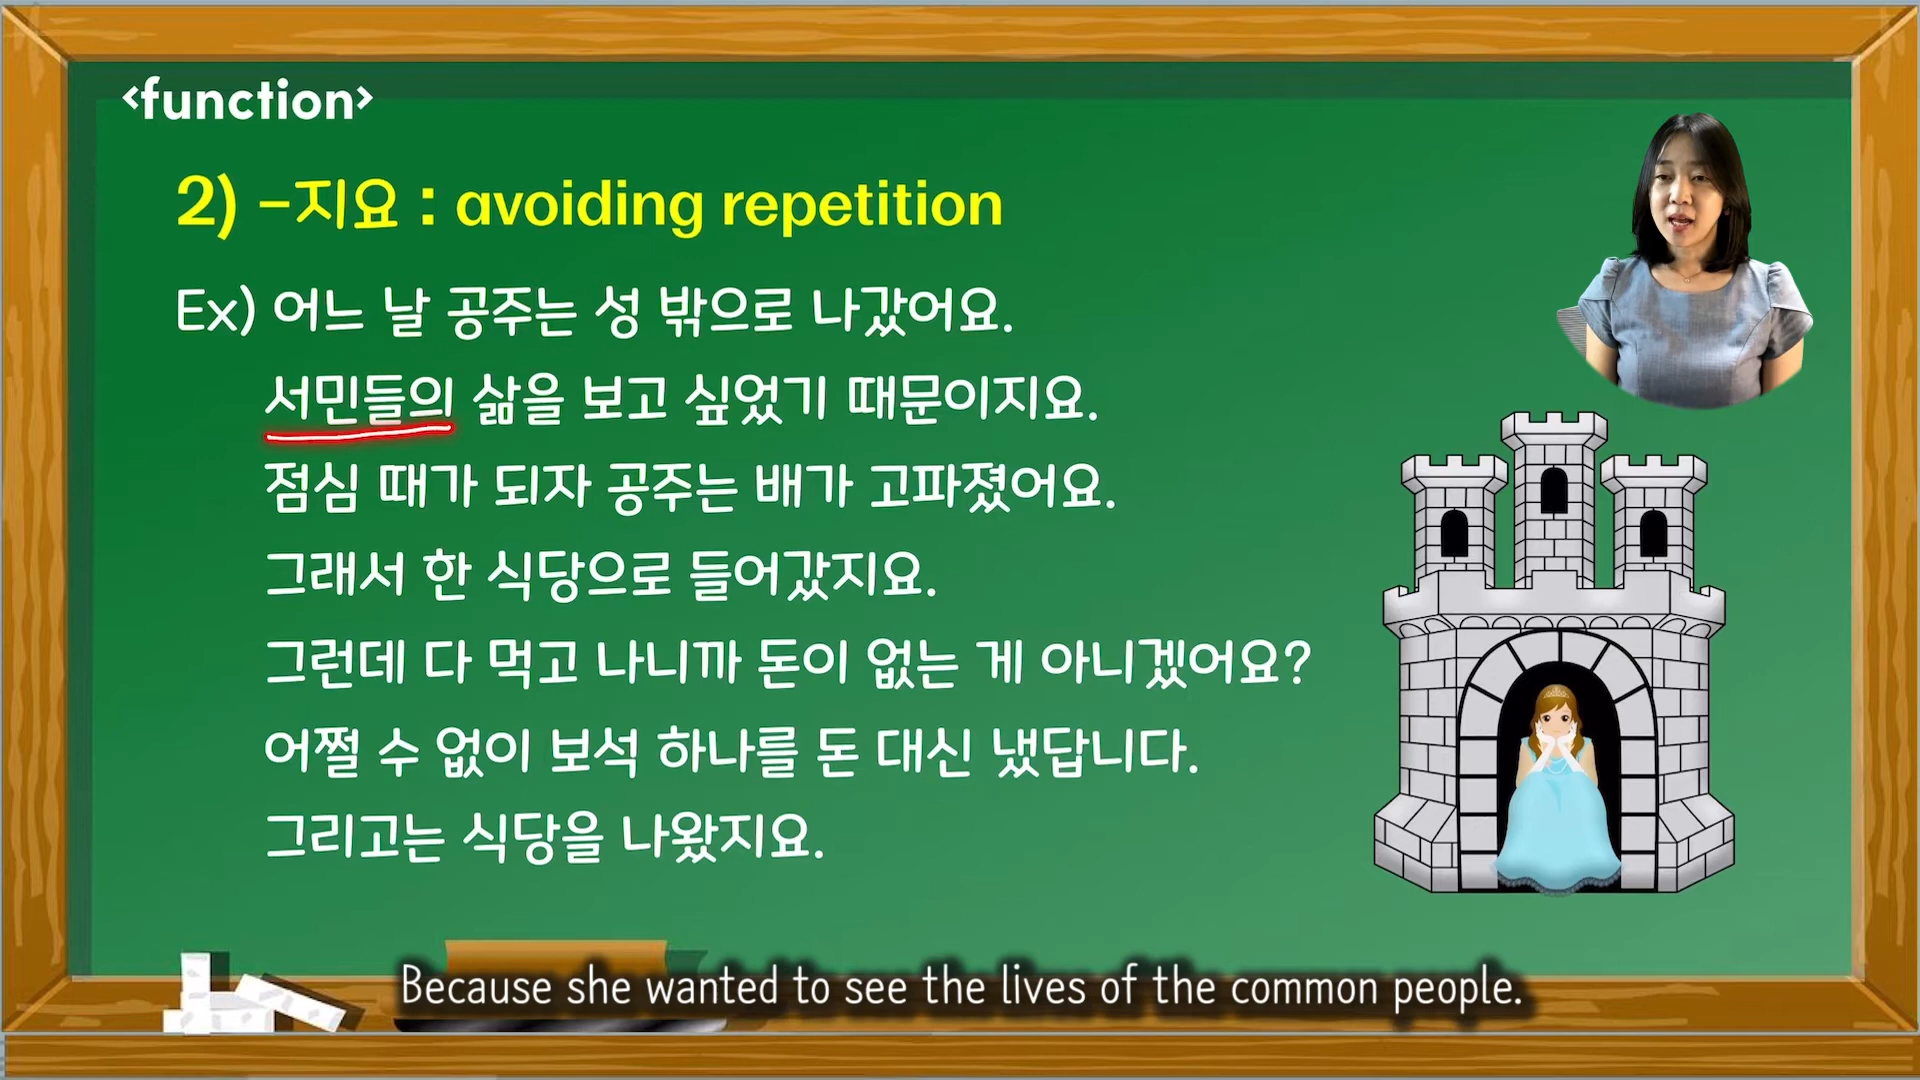 <function>
2) -지요 : avoiding repetition
Ex) 어느 날 공주는 성 밖으로 나갔어요.
서민들의 삶을 보고 싶었기 때문이지요.
점심 때가 되자 공주는 배가 고파졌어요.
그래서 한 식당으로 들어갔지요.
그런데 다 먹고 나니까 돈이 없는 게 아니겠어요?
어쩔 수 없이 보석 하나를 돈 대신 냈답니다.
그리고는 식당을 나왔지요.
Because she wanted to see the lives of the common people.